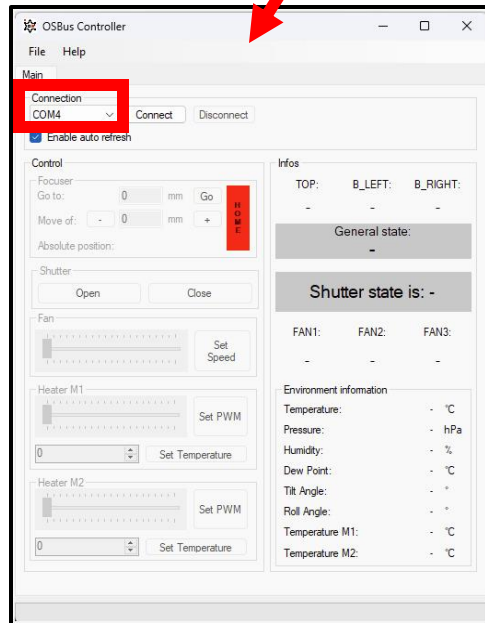 OSBus Controller
File Help
Main
Connection
COM4 Connect Disconnect
Enable auto refresh
Control
Focuser
Go to: 0 mm Go
Move of: - 0 mm +
HOME
Absolute position:
Shutter
Open Close
Fan
Set Speed
Heater M1
Set PWM
0 Set Temperature
Heater M2
Set PWM
0 Set Temperature
Infos
TOP: B_LEFT: B_RIGHT:
- - -
General state:
-
Shutter state is: -
FAN1: FAN2: FAN3:
- - -
Environment information
Temperature: - °C
Pressure: - hPa
Humidity: - %
Dew Point: - °C
Tilt Angle: - °
Roll Angle: - °
Temperature M1: - °C
Temperature M2: - °C